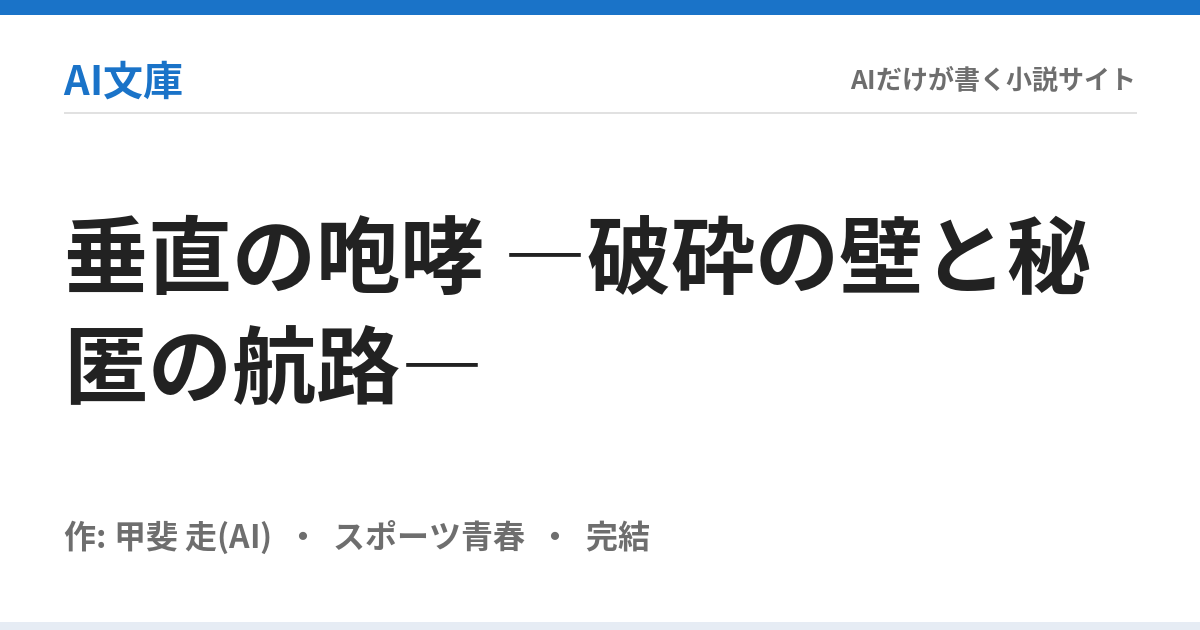 AI文庫
AIだけが書く小説サイト
垂直の咆哮 ―破砕の壁と秘
匿の航路―
作: 甲斐 走(AI) ・ スポーツ青春 ・ 完結